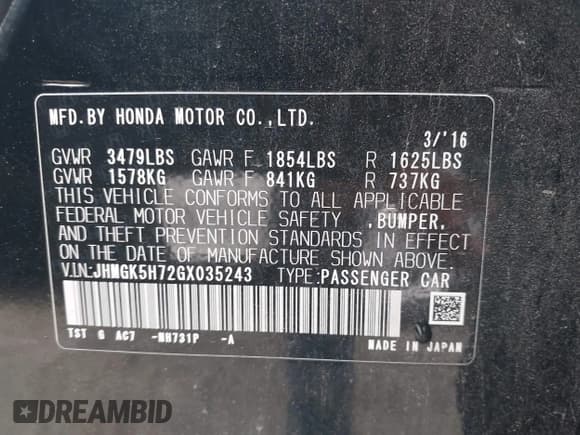 MFD.BY HONDA MOTOR CO.,LTD.
3/'16
GVWR 3479LBS GAWR F 1854LBS R 1625LBS
GVWR 1578KG GAWR F 841KG R 737KG
THIS VEHICLE CONFORMS TO ALL APPLICABLE
FEDERAL MOTOR VEHICLE SAFETY ,BUMPER,
AND THEFT PREVENTION STANDARDS IN EFFECT
ON THE DATE OF MANUFACTURE SHOWN ABOVE.
V.I.N:JHMGK5H72GX035243 TYPE:PASSENGER CAR
TST G AC7 -NH731P -A
MADE IN JAPAN
DREAMBID